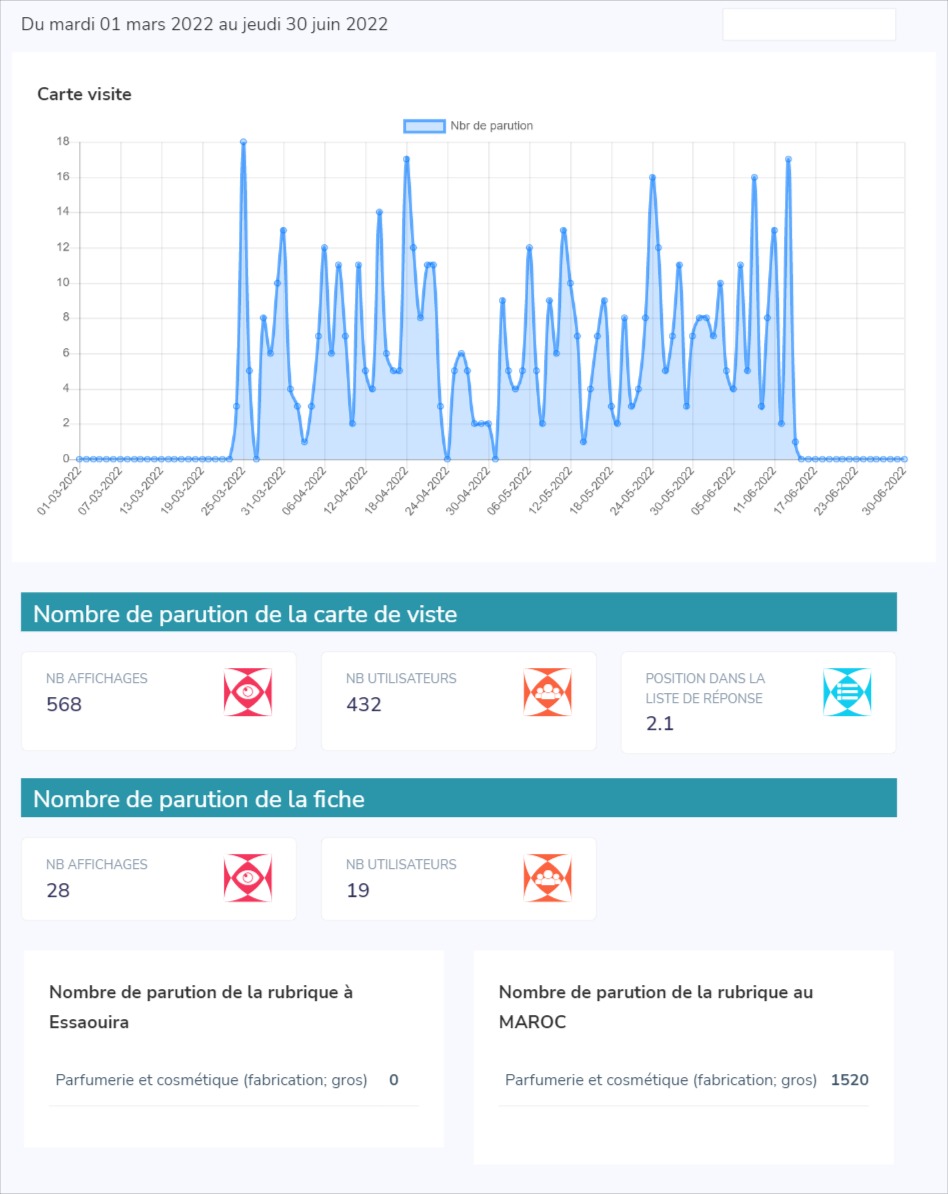 Du mardi 01 mars 2022 au jeudi 30 juin 2022
Carte visite
Nbr de parution
18
16
14
12
10
8
6
4
2
0
01-03-2022
07-03-2022
13-03-2022
19-03-2022
25-03-2022
31-03-2022
06-04-2022
12-04-2022
18-04-2022
24-04-2022
30-04-2022
06-05-2022
12-05-2022
18-05-2022
24-05-2022
30-05-2022
05-06-2022
11-06-2022
17-06-2022
23-06-2022
30-06-2022
Nombre de parution de la carte de viste
NB AFFICHAGES
568
NB UTILISATEURS
432
POSITION DANS LA
LISTE DE RÉPONSE
2.1
Nombre de parution de la fiche
NB AFFICHAGES
28
NB UTILISATEURS
19
Nombre de parution de la rubrique à
Essaouira
Parfumerie et cosmétique (fabrication; gros) 0
Nombre de parution de la rubrique au
MAROC
Parfumerie et cosmétique (fabrication; gros) 1520